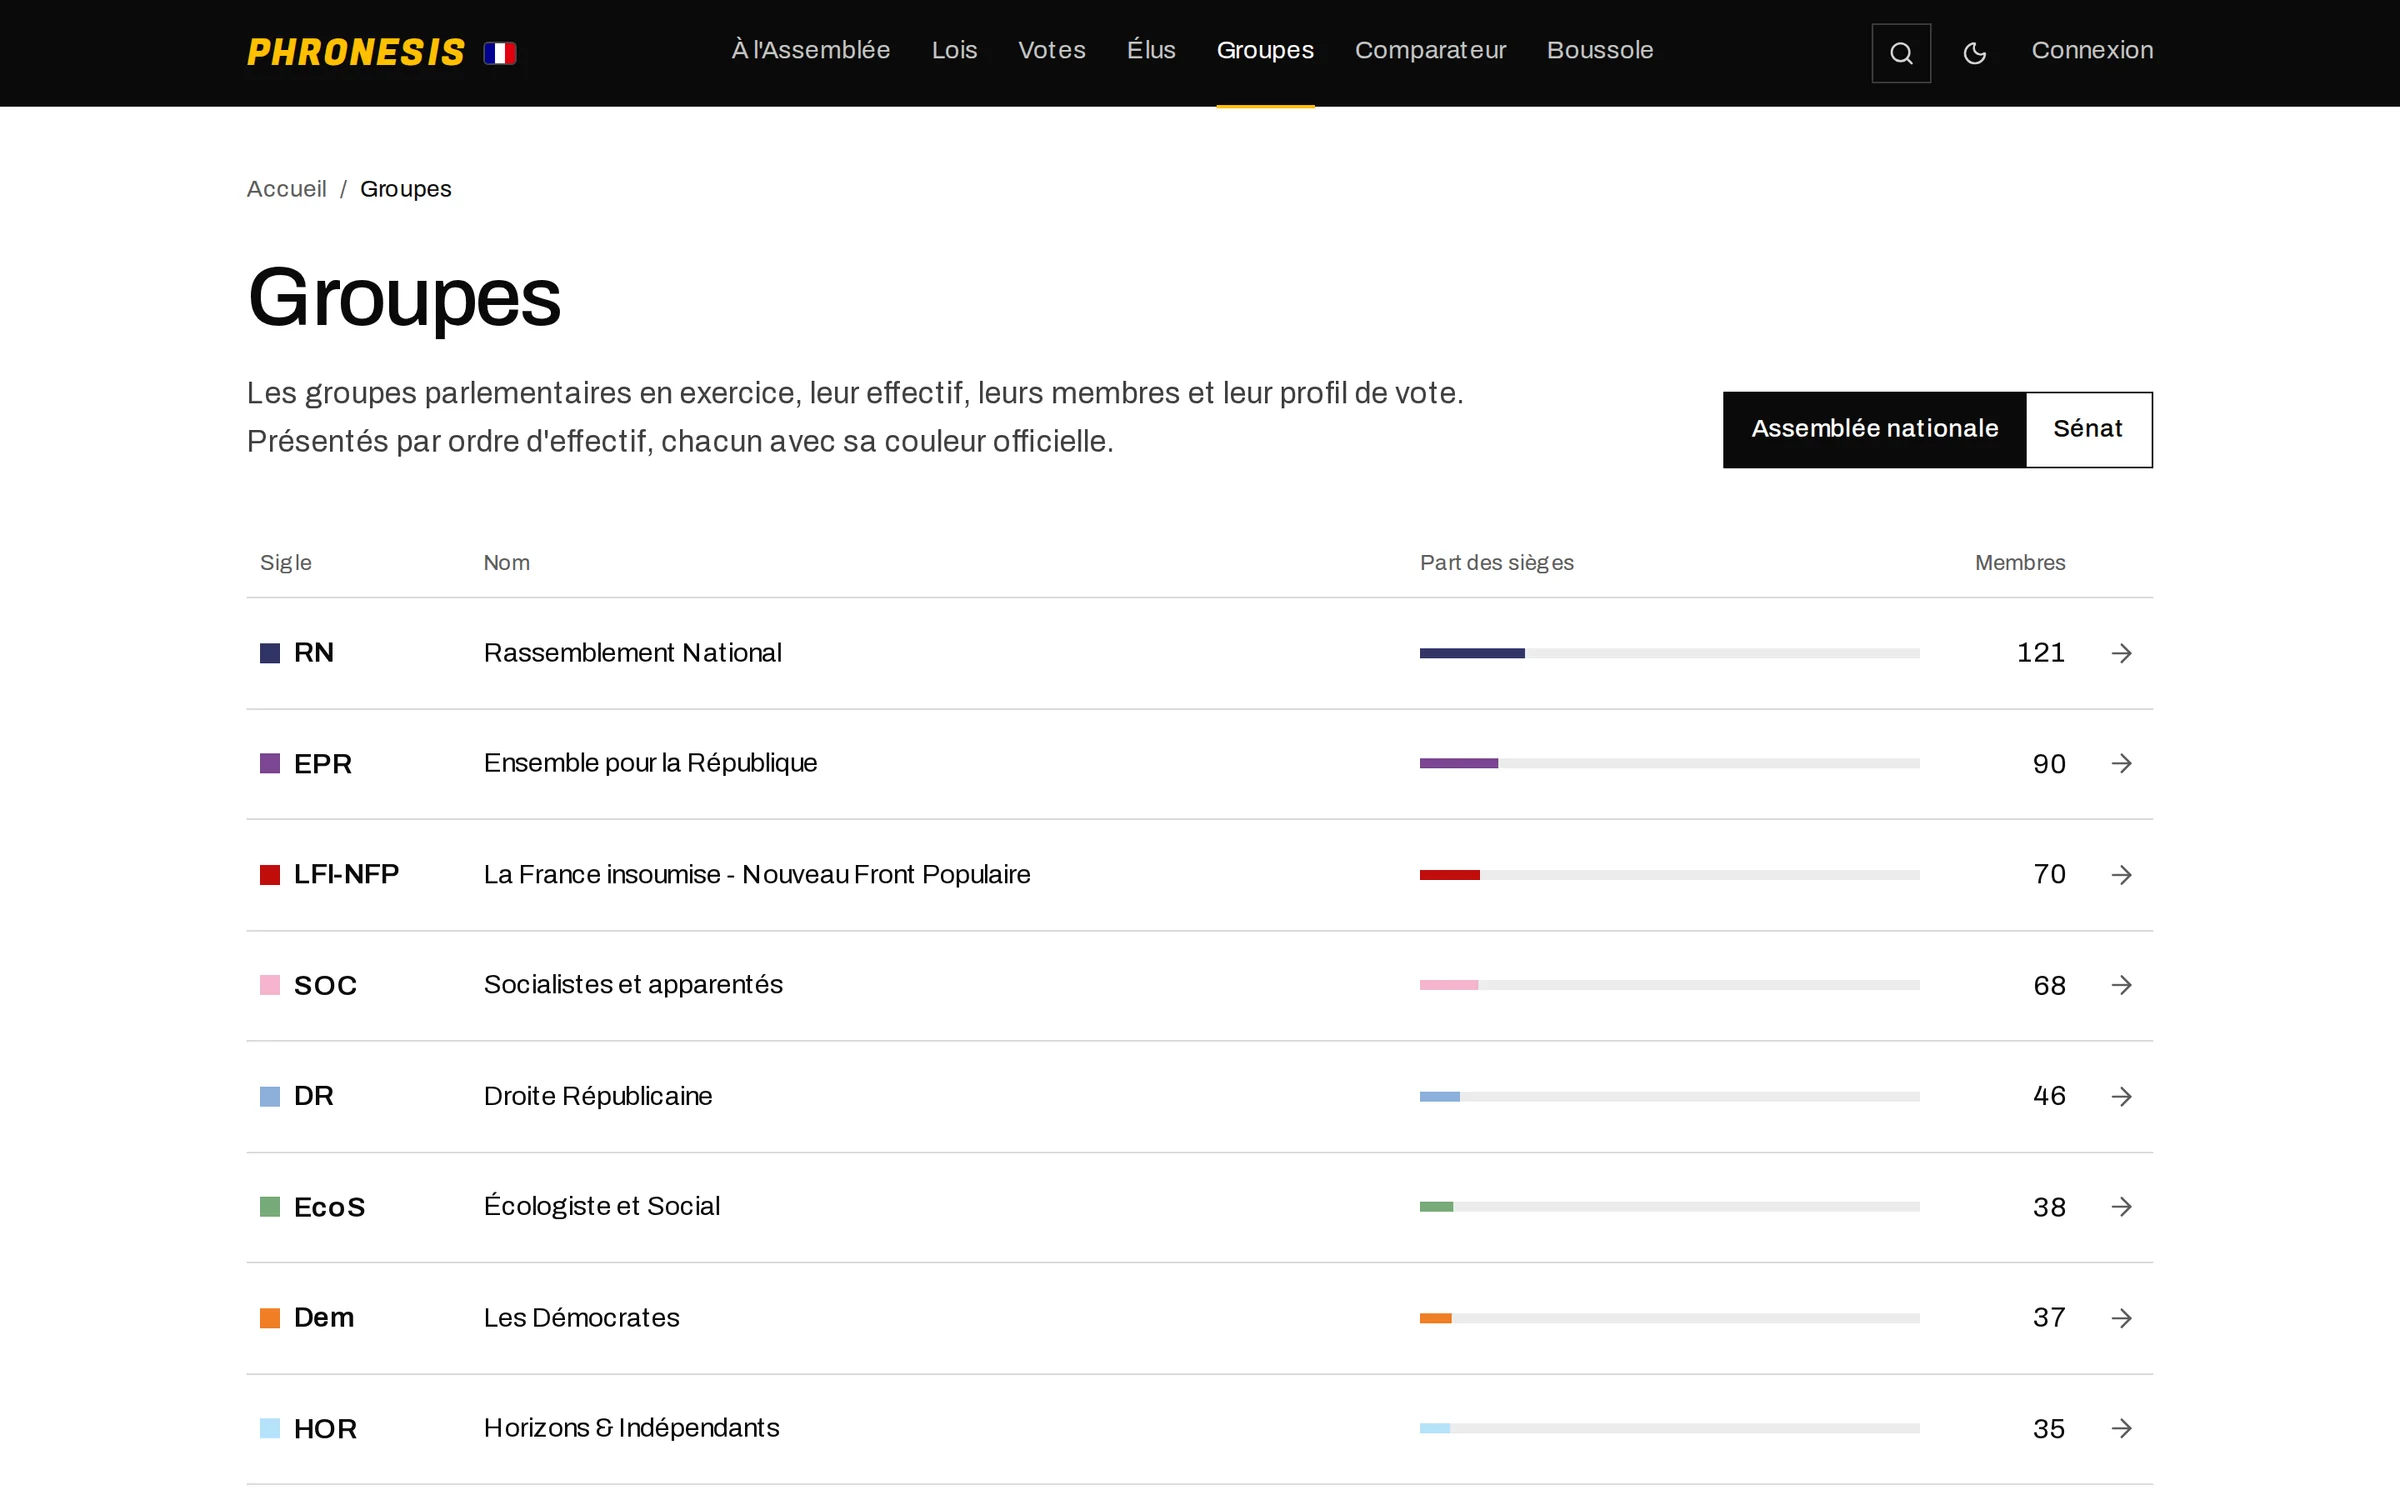 PHRONESIS
À l'Assemblée Lois Votes Élus Groupes Comparateur Boussole
Connexion
Accueil / Groupes
Groupes
Les groupes parlementaires en exercice, leur effectif, leurs membres et leur profil de vote.
Présentés par ordre d'effectif, chacun avec sa couleur officielle.
Assemblée nationale Sénat
Sigle Nom Part des sièges Membres
RN Rassemblement National 121
EPR Ensemble pour la République 90
LFI-NFP La France insoumise - Nouveau Front Populaire 70
SOC Socialistes et apparentés 68
DR Droite Républicaine 46
EcoS Écologiste et Social 38
Dem Les Démocrates 37
HOR Horizons & Indépendants 35